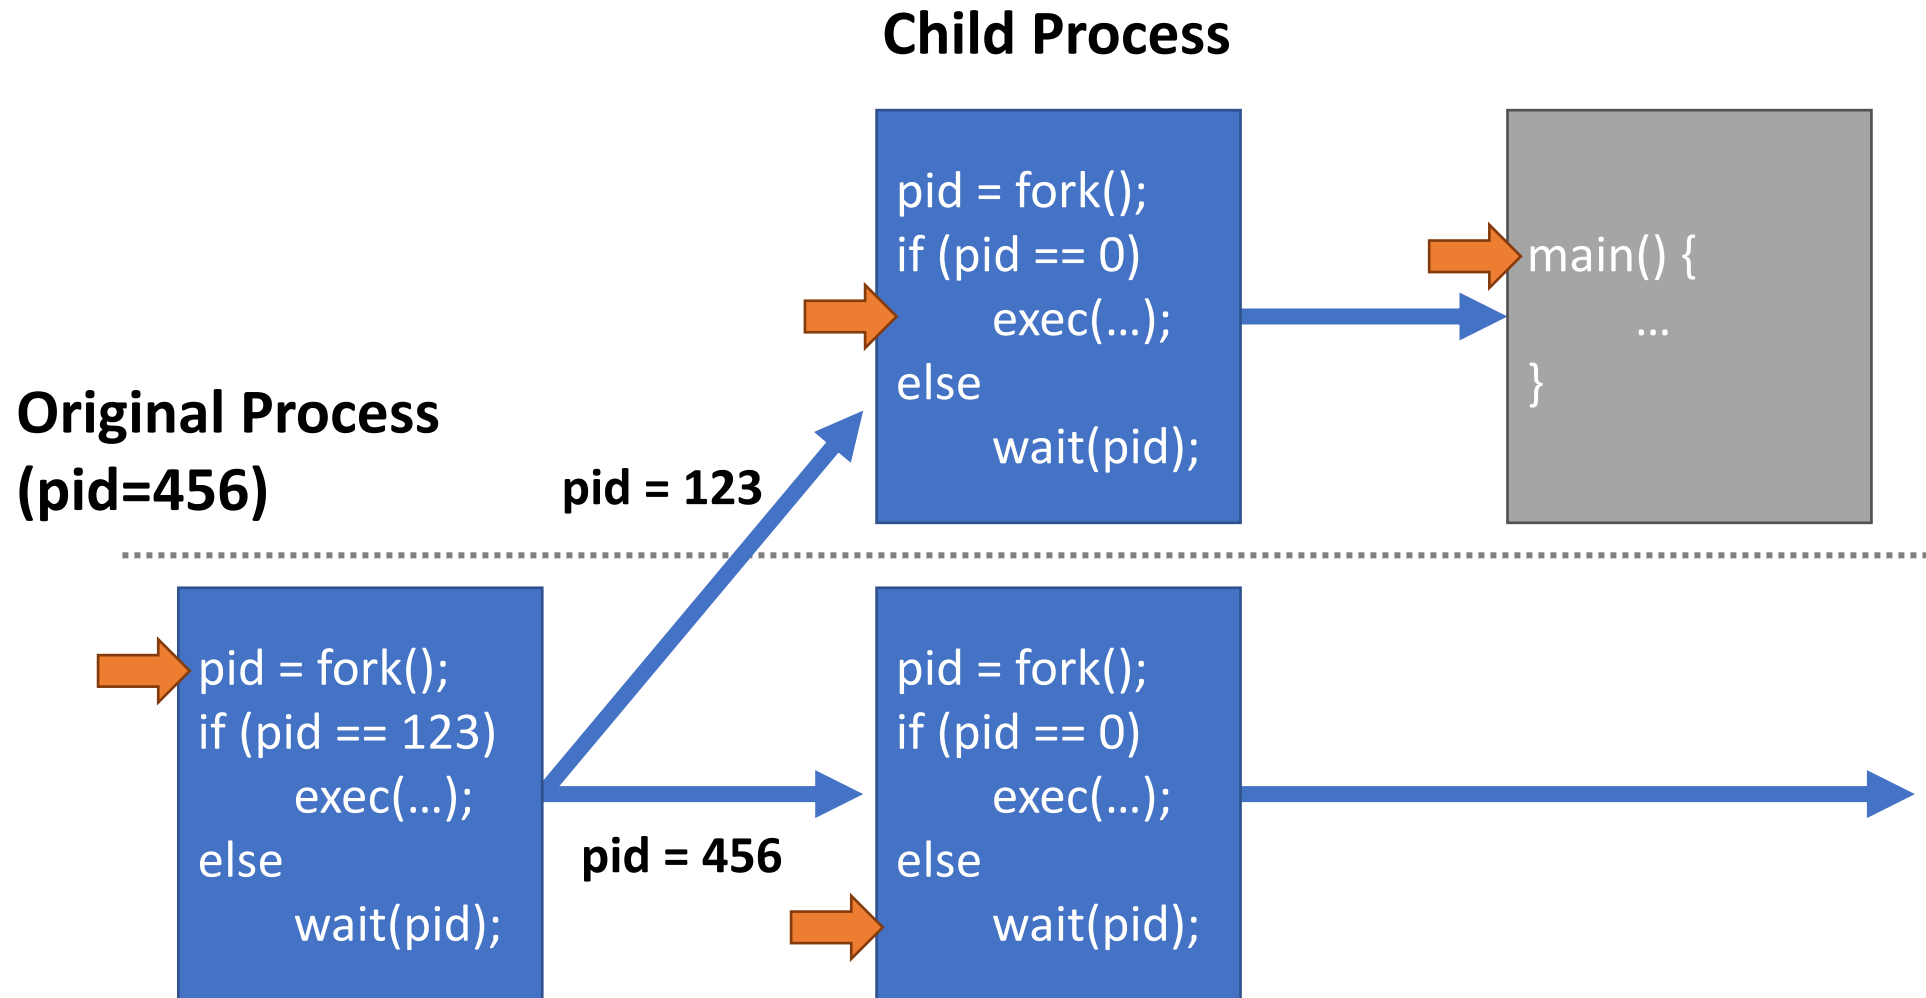 Child Process
pid = fork();
if (pid == 0)
exec(...);
else
wait(pid);
main() {
...
}
Original Process
(pid=456)
pid = 123
pid = fork();
if (pid == 123)
exec(...);
else
wait(pid);
pid = 456
pid = fork();
if (pid == 0)
exec(...);
else
wait(pid);